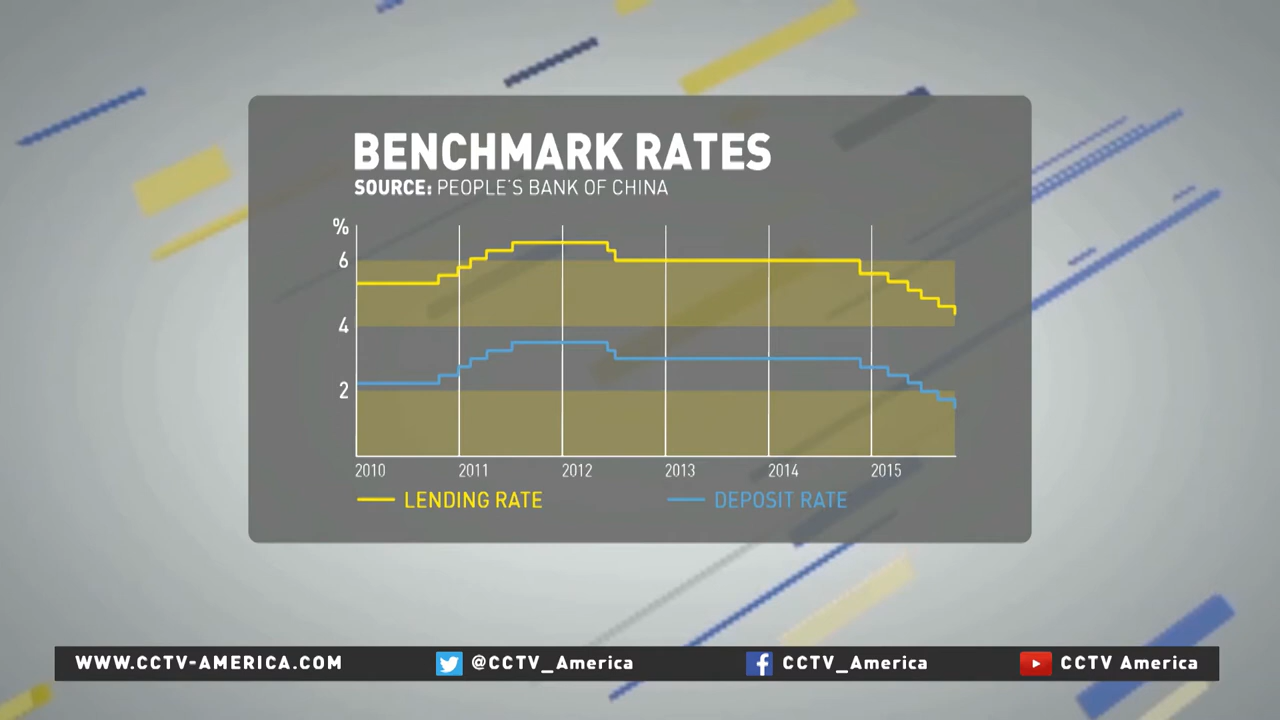 BENCHMARK RATES
SOURCE: PEOPLE'S BANK OF CHINA
%
6
4
2
2010 2011 2012 2013 2014 2015
LENDING RATE DEPOSIT RATE
WWW.CCTV-AMERICA.COM @CCTV_America CCTV_America CCTV America